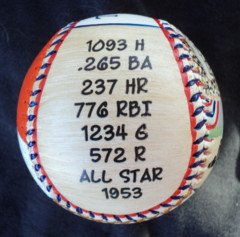 1093 H
.265 BA
237 HR
776 RBI
1234 G
572 R
ALL STAR
1953